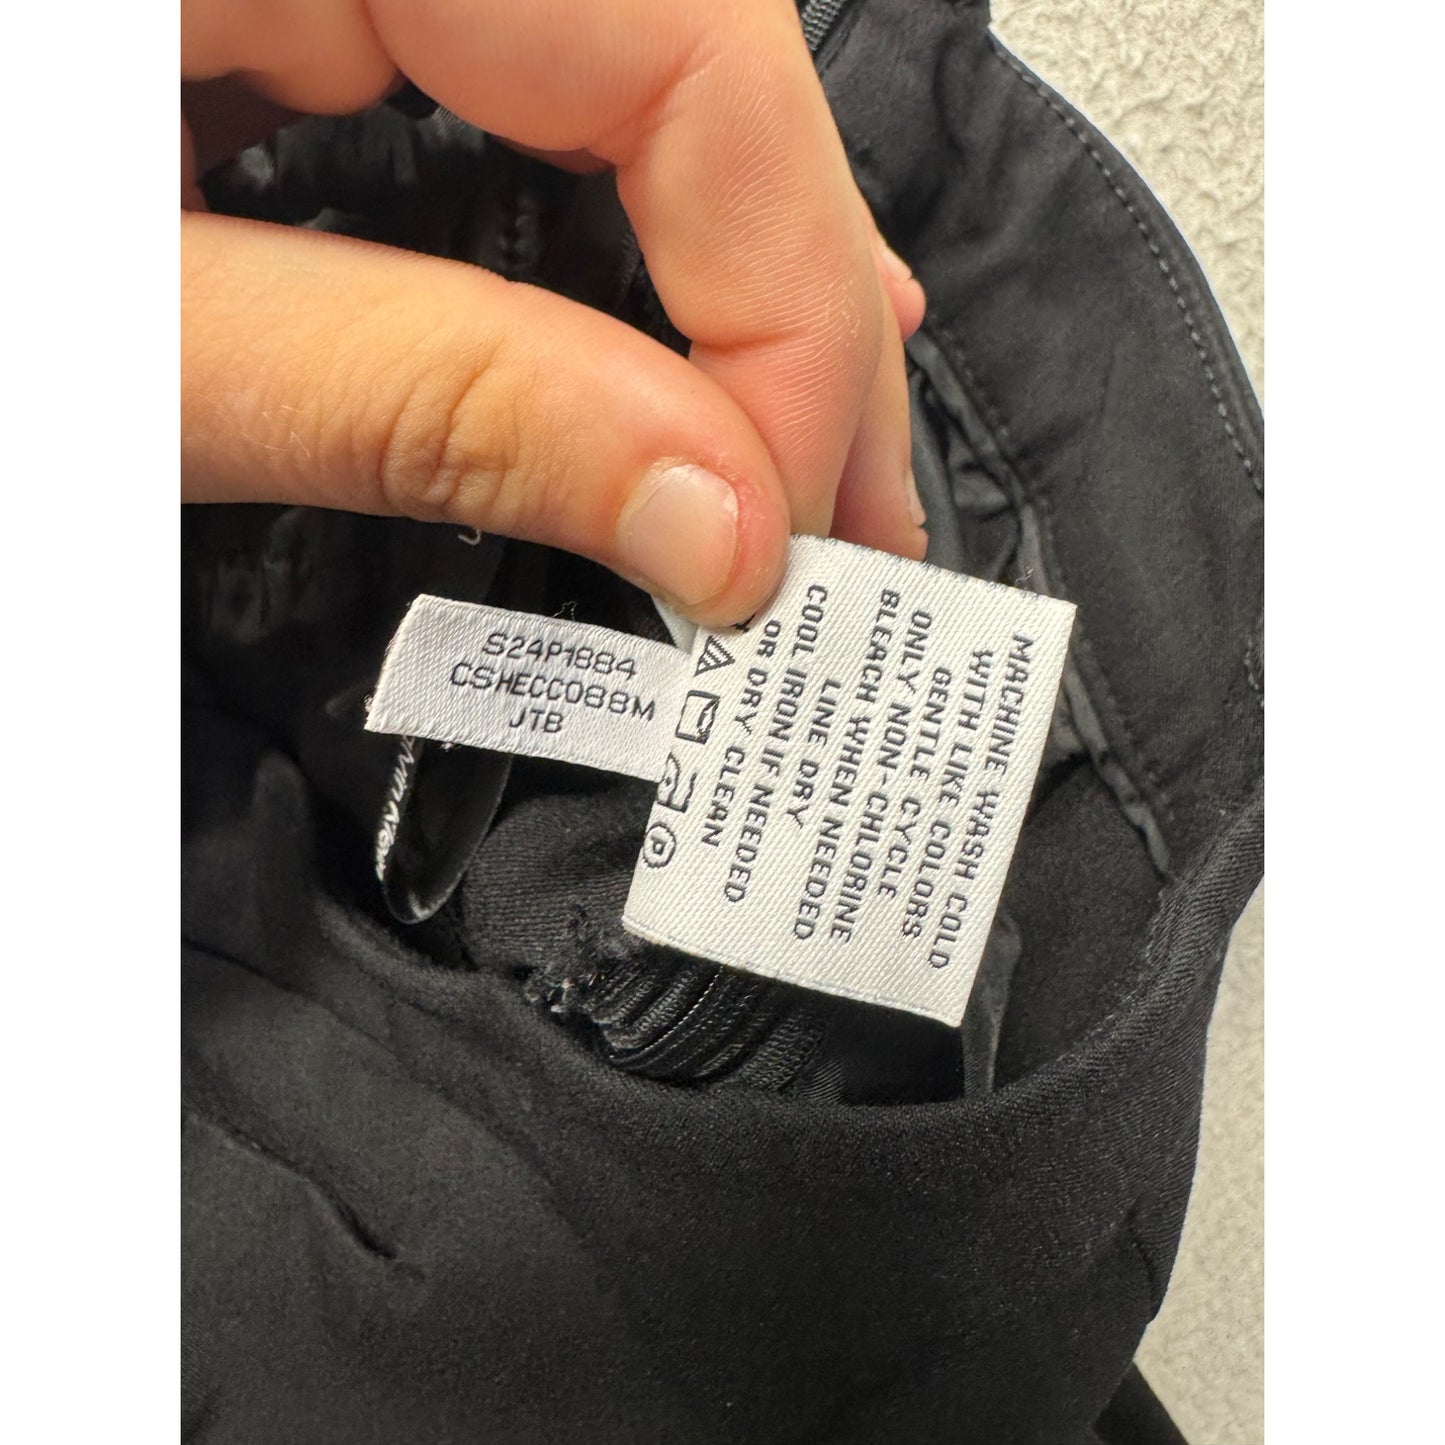 S24P1884
CSHECC088M
JTB
MACHINE WASH COLD
WITH LIKE COLORS
GENTLE CYCLE
ONLY NON-CHLORINE
BLEACH WHEN NEEDED
LINE DRY
COOL IRON IF NEEDED
OR DRY CLEAN
P